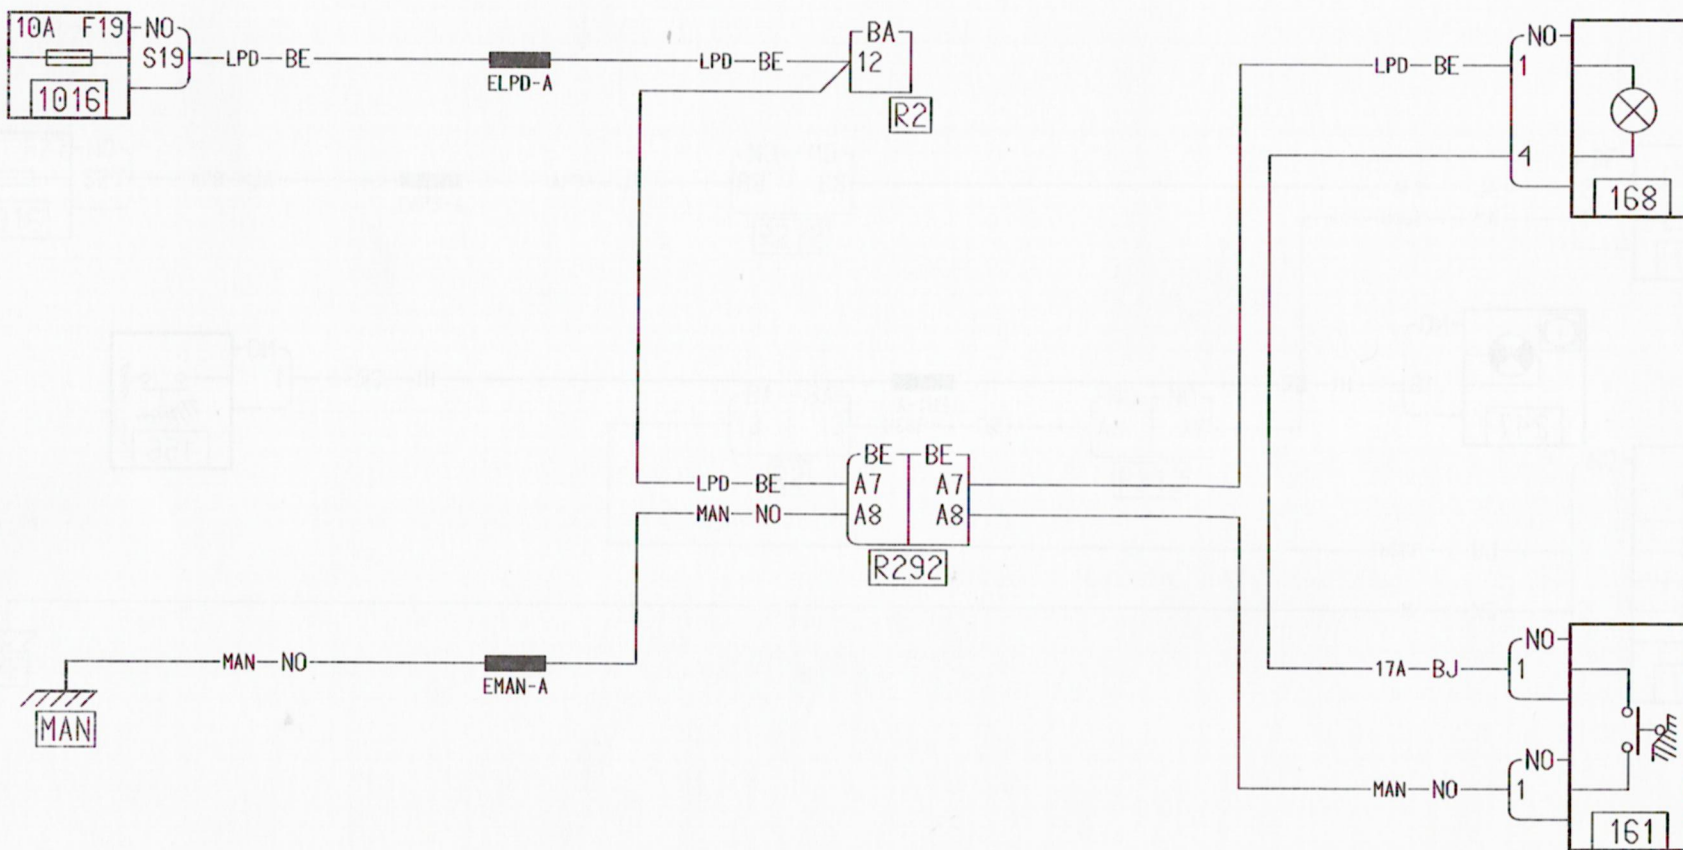 10A F19 NO
S19 LPD BE
1016
ELPD-A
LPD BE
BA
12
R2
LPD BE
NO
1
4
168
LPD BE
MAN NO
BE BE
A7 A7
A8 A8
R292
MAN NO
EMAN-A
MAN
17A BJ
NO
1
MAN NO
NO
1
161